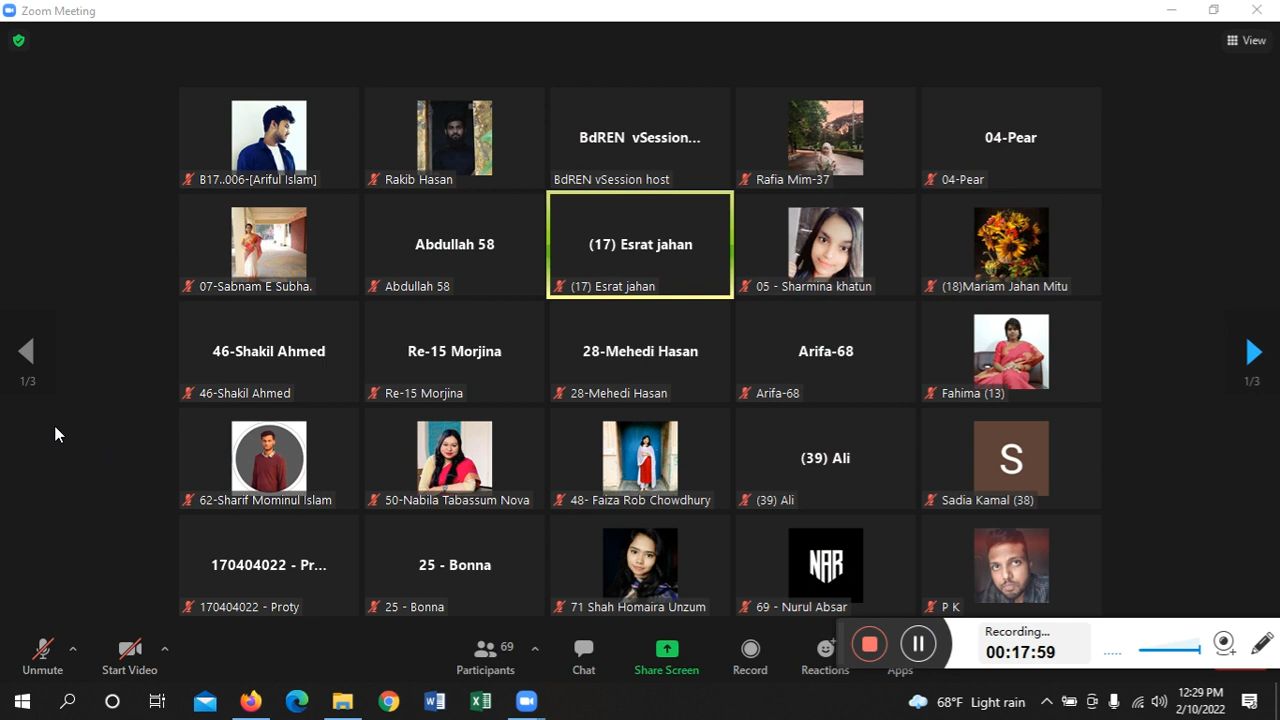 Zoom Meeting
View
B17..006-[Ariful Islam]
Rakib Hasan
BdREN vSession...
BdREN vSession host
Rafia Mim-37
04-Pear
04-Pear
07-Sabnam E Subha.
Abdullah 58
Abdullah 58
(17) Esrat jahan
(17) Esrat jahan
05 - Sharmina khatun
(18)Mariam Jahan Mitu
46-Shakil Ahmed
46-Shakil Ahmed
Re-15 Morjina
Re-15 Morjina
28-Mehedi Hasan
28-Mehedi Hasan
Arifa-68
Arifa-68
Fahima (13)
1/3
1/3
62-Sharif Mominul Islam
50-Nabila Tabassum Nova
48- Faiza Rob Chowdhury
(39) Ali
(39) Ali
S
Sadia Kamal (38)
170404022 - Pr...
170404022 - Proty
25 - Bonna
25 - Bonna
71 Shah Homaira Unzum
NAR
69 - Nurul Absar
P K
Unmute
Start Video
69
Participants
Chat
Share Screen
Record
Reactions
Apps
Recording...
00:17:59
68°F Light rain
12:29 PM
2/10/2022